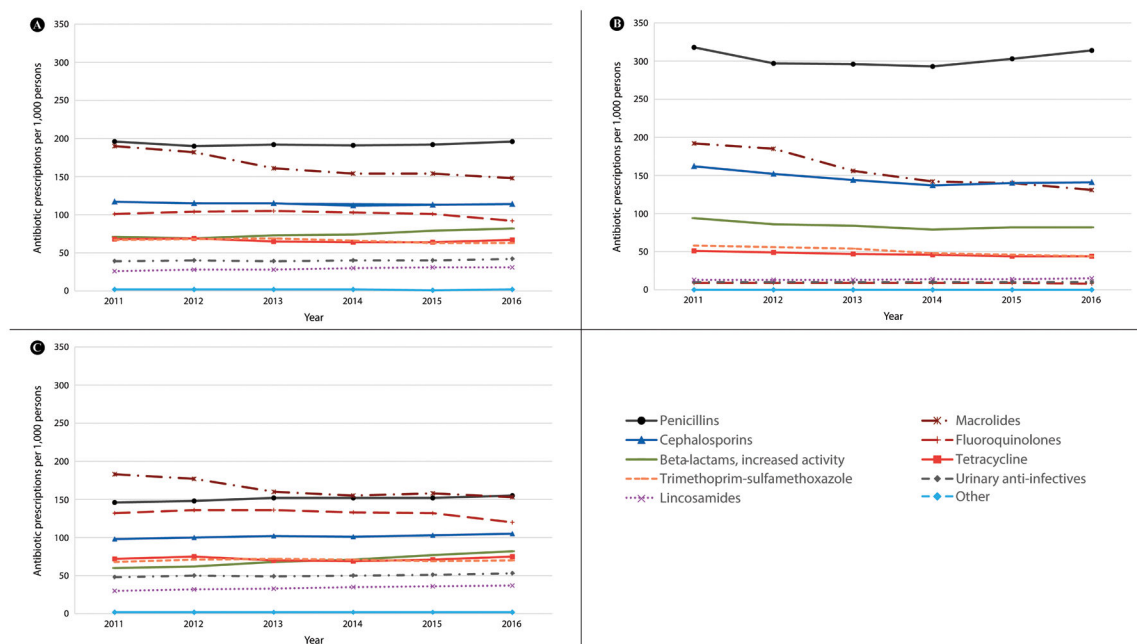 A
Antibiotic prescriptions per 1,000 persons
350
300
250
200
150
100
50
0
2011 2012 2013 2014 2015 2016
Year
B
Antibiotic prescriptions per 1,000 persons
350
300
250
200
150
100
50
0
2011 2012 2013 2014 2015 2016
Year
C
Antibiotic prescriptions per 1,000 persons
350
300
250
200
150
100
50
0
2011 2012 2013 2014 2015 2016
Year
Penicillins
Cephalosporins
Beta-lactams, increased activity
Trimethoprim-sulfamethoxazole
Lincosamides
Macrolides
Fluoroquinolones
Tetracycline
Urinary anti-infectives
Other